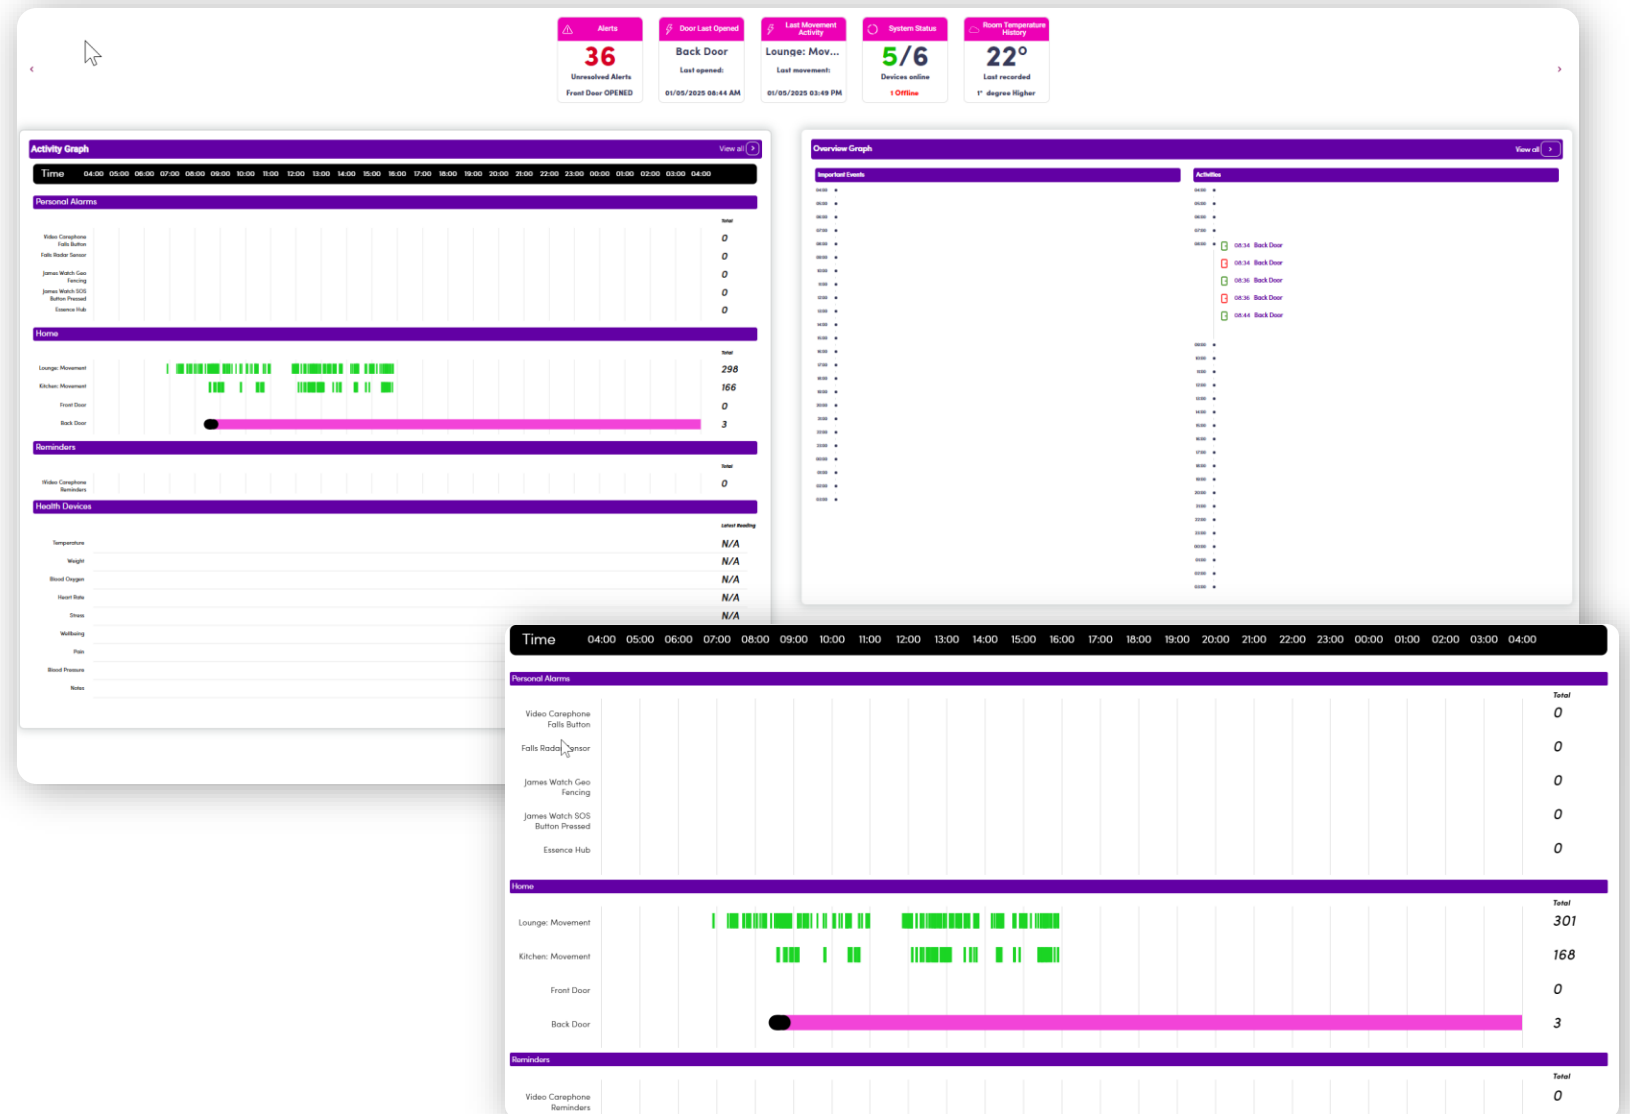 Alerts
36
Unresolved Alerts
Front Door OPENED
Door Last Opened
Back Door
Last opened:
01/05/2025 08:44 AM
Last Movement
Activity
Lounge: Mov...
Last movement:
01/05/2025 03:49 PM
System Status
5/6
Devices online
1 Offline
Room Temperature
History
22°
Last recorded
1° degree Higher
Activity Graph
View all
Time 04:00 05:00 06:00 07:00 08:00 09:00 10:00 11:00 12:00 13:00 14:00 15:00 16:00 17:00 18:00 19:00 20:00 21:00 22:00 23:00 00:00 01:00 02:00 03:00 04:00
Personal Alarms
Total
Video Carephone
Falls Button
0
Falls Radar Sensor
0
James Watch Geo
Fencing
0
James Watch SOS
Button Pressed
0
Essence Hub
0
Home
Total
Lounge: Movement
298
Kitchen: Movement
166
Front Door
0
Back Door
3
Reminders
Total
Video Carephone
Reminders
0
Health Devices
Latest Reading
Temperature
N/A
Weight
N/A
Blood Oxygen
N/A
Heart Rate
N/A
Stress
N/A
Wellbeing
Pain
Blood Pressure
Notes
Overview Graph
View all
Important Events
Activities
08:34 Back Door
08:34 Back Door
08:36 Back Door
08:36 Back Door
08:44 Back Door
Time 04:00 05:00 06:00 07:00 08:00 09:00 10:00 11:00 12:00 13:00 14:00 15:00 16:00 17:00 18:00 19:00 20:00 21:00 22:00 23:00 00:00 01:00 02:00 03:00 04:00
Personal Alarms
Total
Video Carephone
Falls Button
0
Falls Radar Sensor
0
James Watch Geo
Fencing
0
James Watch SOS
Button Pressed
0
Essence Hub
0
Home
Total
Lounge: Movement
301
Kitchen: Movement
168
Front Door
0
Back Door
3
Reminders
Total
Video Carephone
Reminders
0